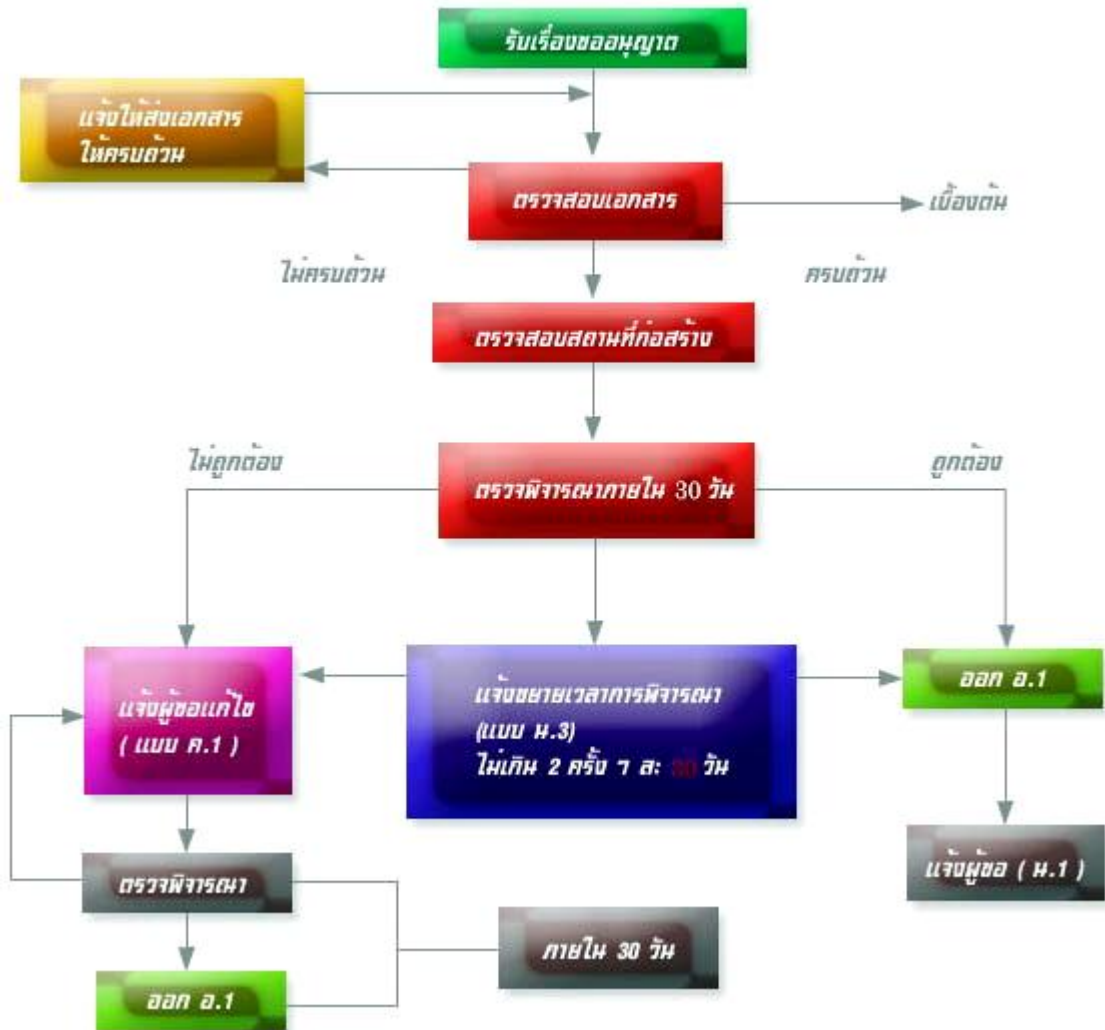 รับเรื่องขออนุญาต
แจ้งให้ส่งเอกสาร
ให้ครบถ้วน
ตรวจสอบเอกสาร
เบื้องต้น
ไม่ครบถ้วน
ครบถ้วน
ตรวจสอบสถานที่ก่อสร้าง
ไม่ถูกต้อง
ถูกต้อง
ตรวจพิจารณาภายใน 30 วัน
แจ้งผู้ขอแก้ไข
( แบบ ค.1 )
แจ้งขยายเวลาการพิจารณา
(แบบ น.3)
ไม่เกิน 2 ครั้ง ๆ ละ 30 วัน
ออก อ.1
แจ้งผู้ขอ ( น.1 )
ตรวจพิจารณา
ภายใน 30 วัน
ออก อ.1